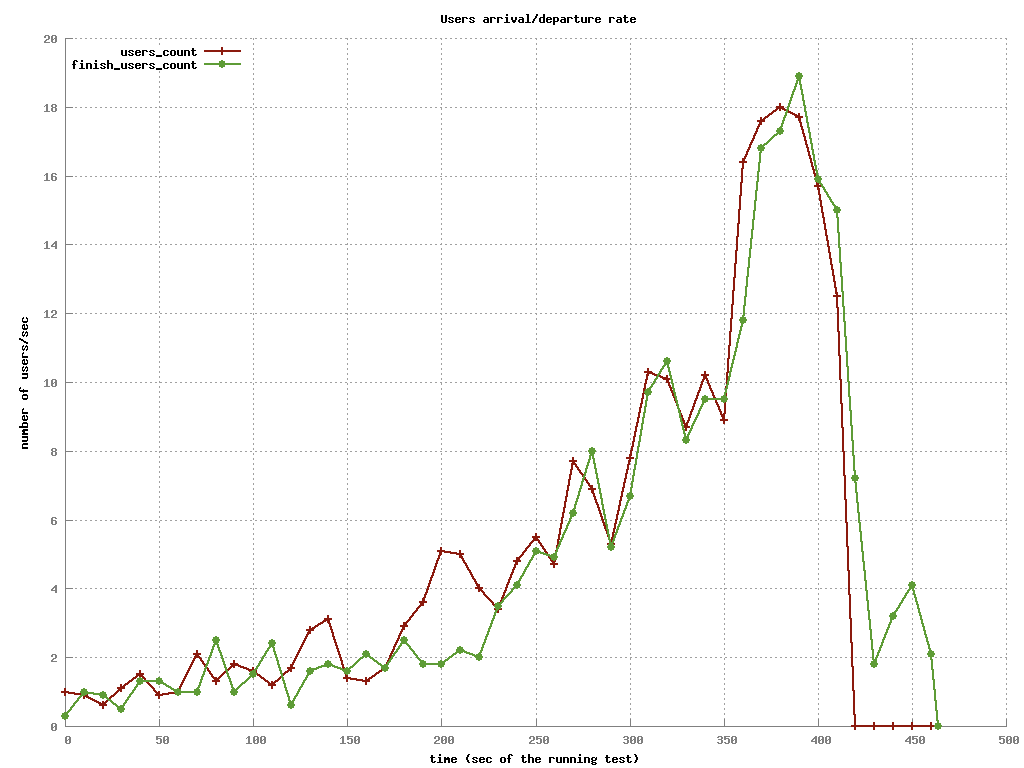 Users arrival/departure rate
users_count
finish_users_count
20
18
16
14
12
10
8
6
4
2
0
number of users/sec
0 50 100 150 200 250 300 350 400 450 500
time (sec of the running test)